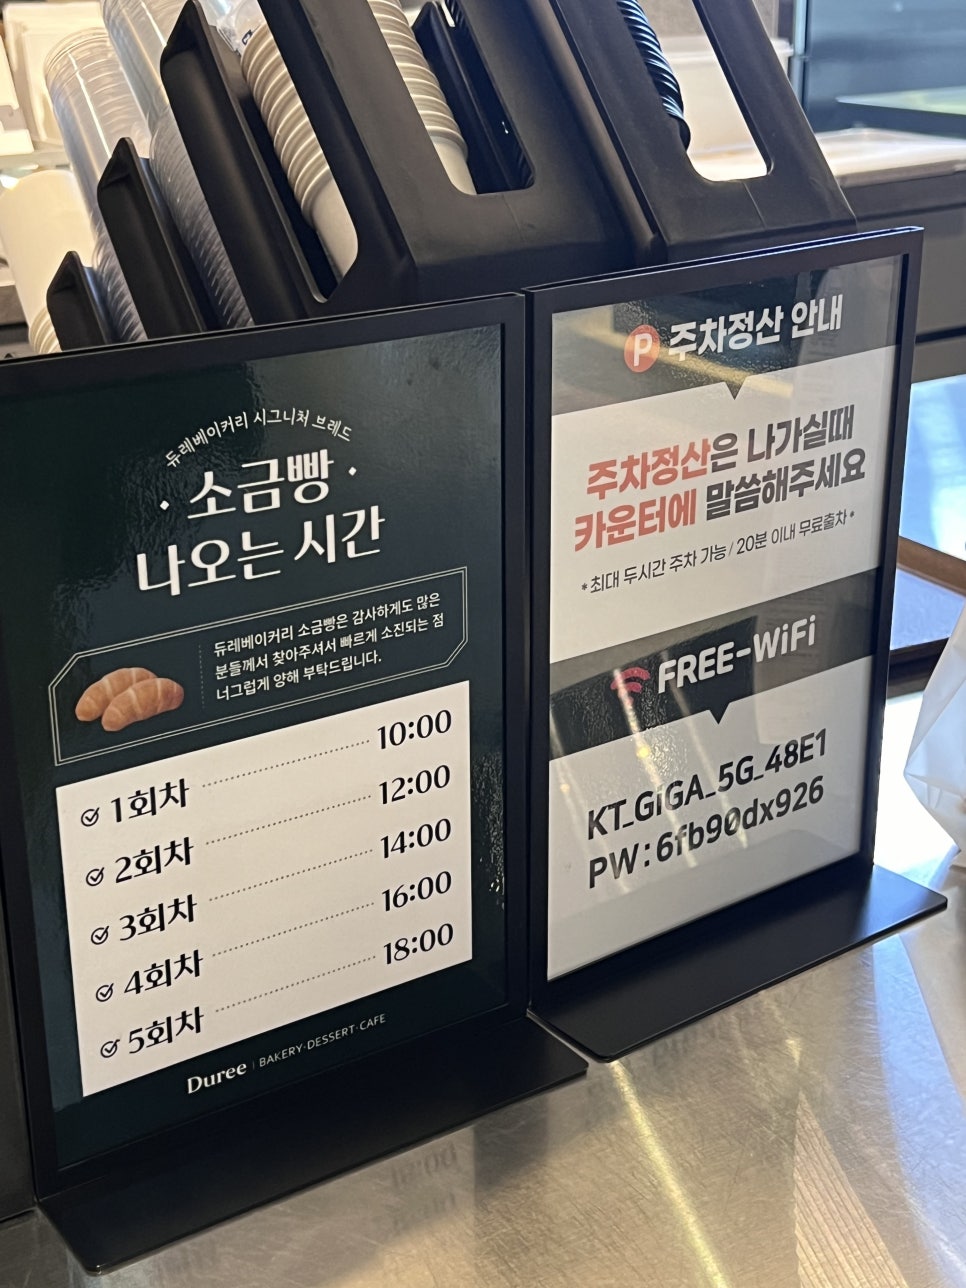 듀레베이커리 시그니처 브레드
· 소금빵 ·
나오는 시간
듀레베이커리 소금빵은 감사하게도 많은
분들께서 찾아주셔서 빠르게 소진되는 점
너그럽게 양해 부탁드립니다.
1회차 10:00
2회차 12:00
3회차 14:00
4회차 16:00
5회차 18:00
Duree | BAKERY·DESSERT·CAFE
P 주차정산 안내
주차정산은 나가실때
카운터에 말씀해주세요
*최대 두시간 주차 가능 / 20분 이내 무료출차*
FREE-WiFi
KT_GiGA_5G_48E1
PW : 6fb90dx926